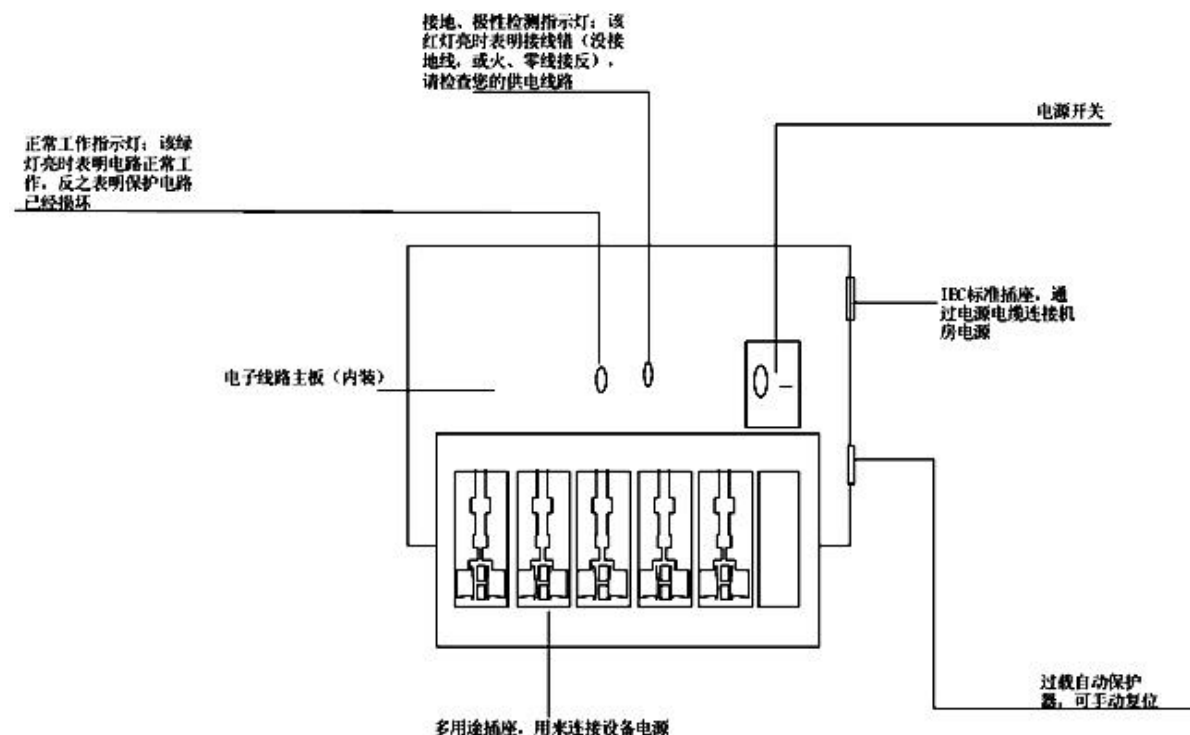 接地、极性检测指示灯：该
红灯亮时表明接线错（没接
地线，或火、零线接反），
请检查您的供电线路
电源开关
正常工作指示灯：该绿
灯亮时表明电路正常工
作，反之表明保护电路
已经损坏
IEC标准插座，通
过电源电缆连接机
房电源
电子线路主板（内装）
过载自动保护
器，可手动复位
多用途插座，用来连接设备电源